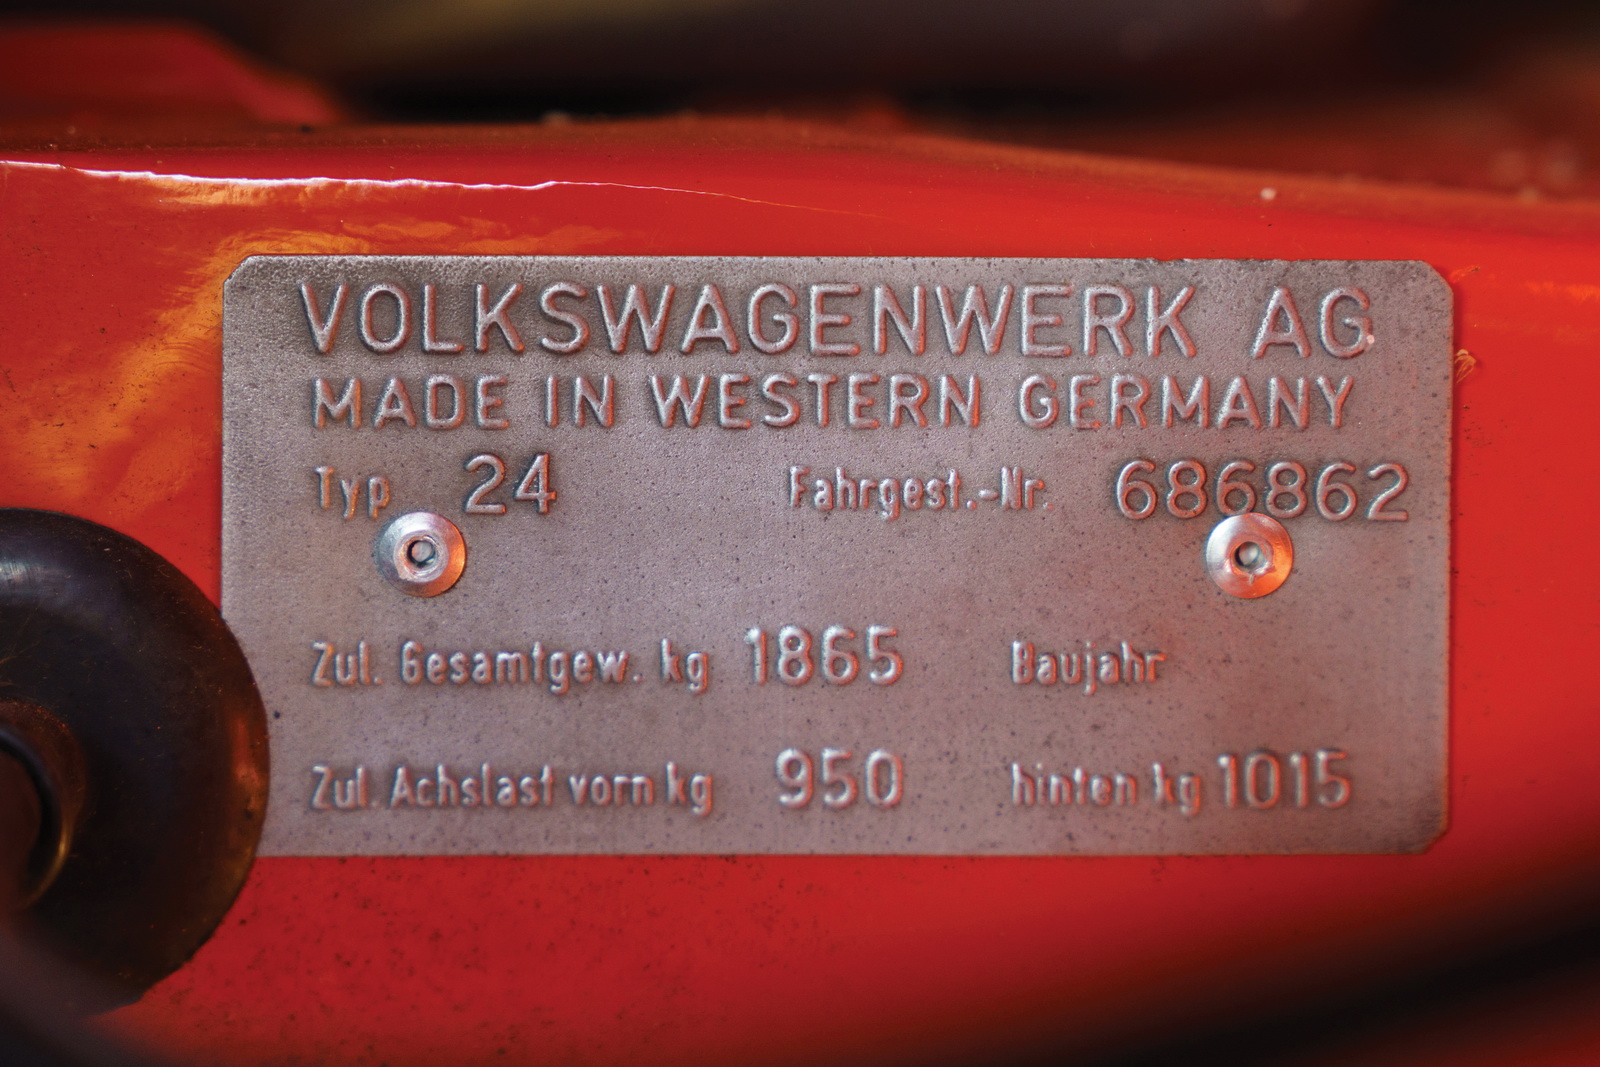 VOLKSWAGENWERK AG
MADE IN WESTERN GERMANY
Typ 24 Fahrgest.-Nr. 686862
Zul. Gesamtgew. kg 1865 Baujahr
Zul. Achslast vorn kg 950 hinten kg 1015